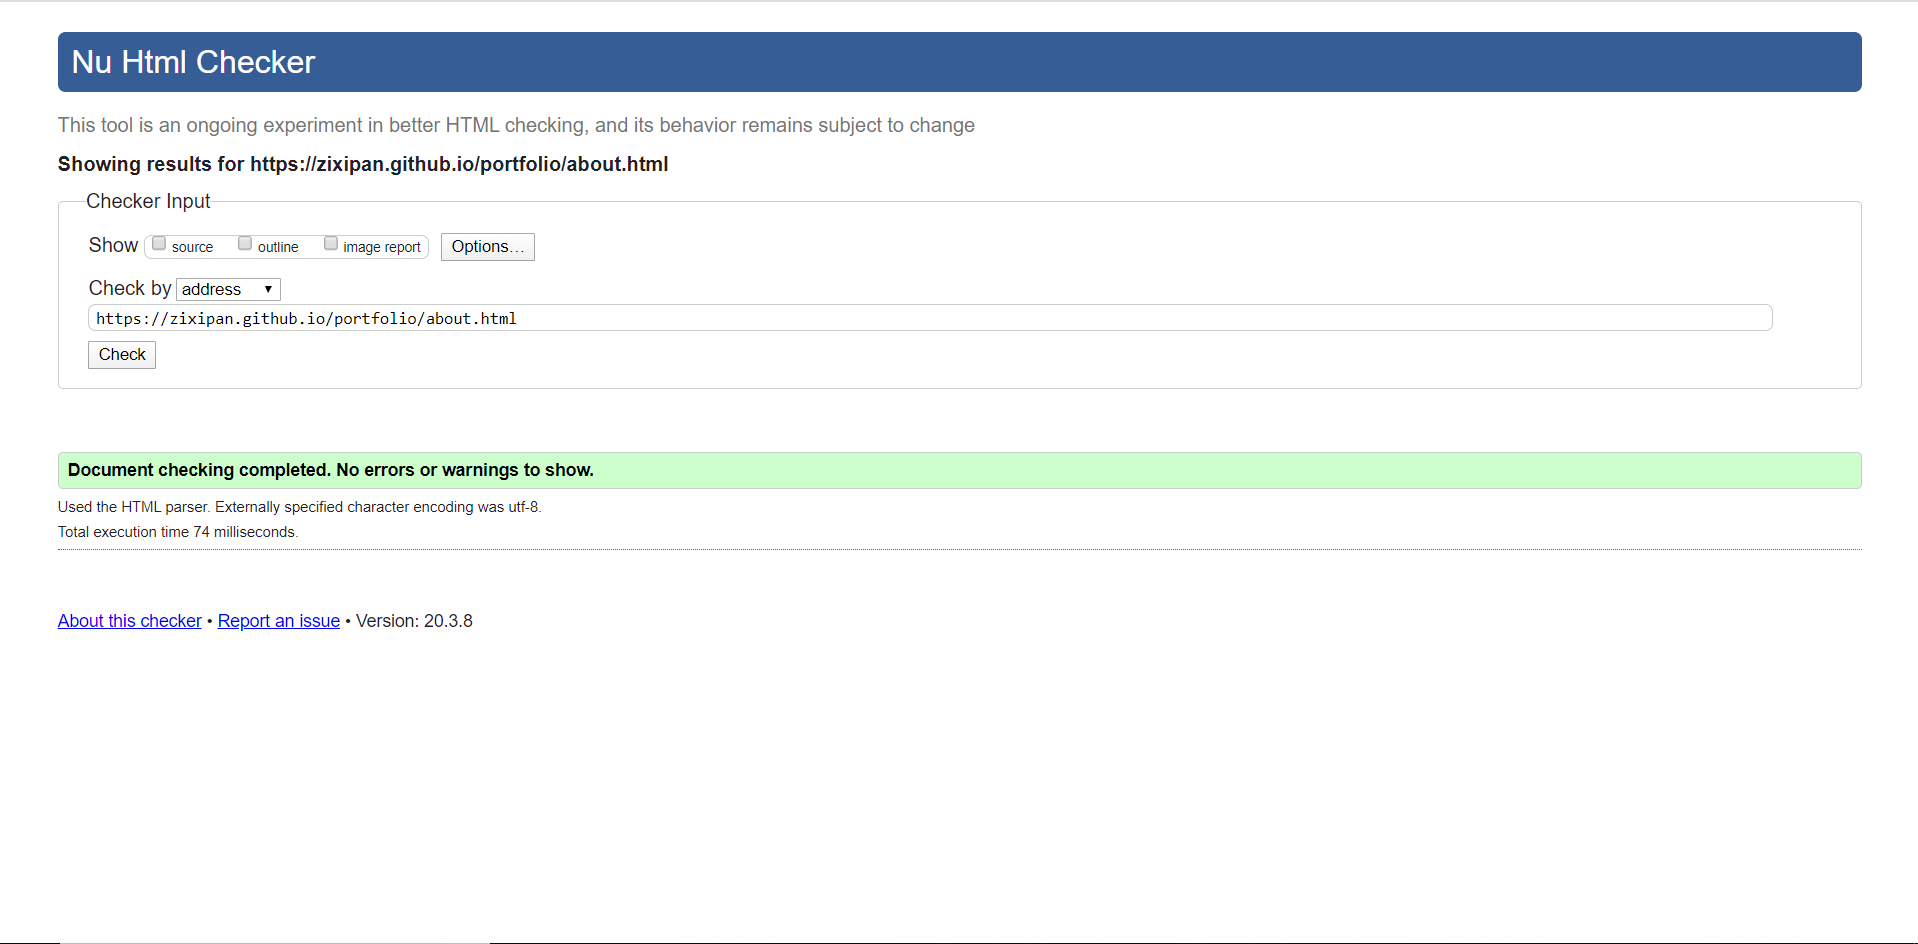 Nu Html Checker
This tool is an ongoing experiment in better HTML checking, and its behavior remains subject to change
Showing results for https://zixipan.github.io/portfolio/about.html
Checker Input
Show source outline image report Options…
Check by address
https://zixipan.github.io/portfolio/about.html
Check
Document checking completed. No errors or warnings to show.
Used the HTML parser. Externally specified character encoding was utf-8.
Total execution time 74 milliseconds.
About this checker • Report an issue • Version: 20.3.8